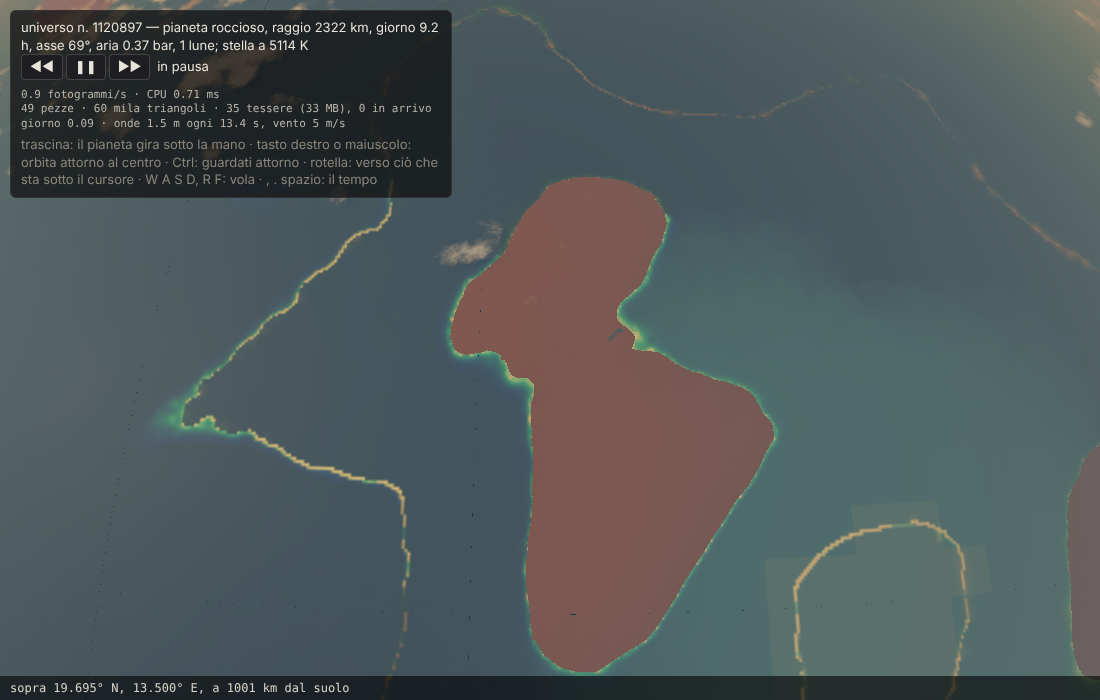 universo n. 1120897 — pianeta roccioso, raggio 2322 km, giorno 9.2
h, asse 69°, aria 0.37 bar, 1 lune; stella a 5114 K
in pausa
0.9 fotogrammi/s · CPU 0.71 ms
49 pezze · 60 mila triangoli · 35 tessere (33 MB), 0 in arrivo
giorno 0.09 · onde 1.5 m ogni 13.4 s, vento 5 m/s
trascina: il pianeta gira sotto la mano · tasto destro o maiuscolo:
orbita attorno al centro · Ctrl: guardati attorno · rotella: verso ciò che
sta sotto il cursore · W A S D, R F: vola · , . spazio: il tempo
sopra 19.695° N, 13.500° E, a 1001 km dal suolo